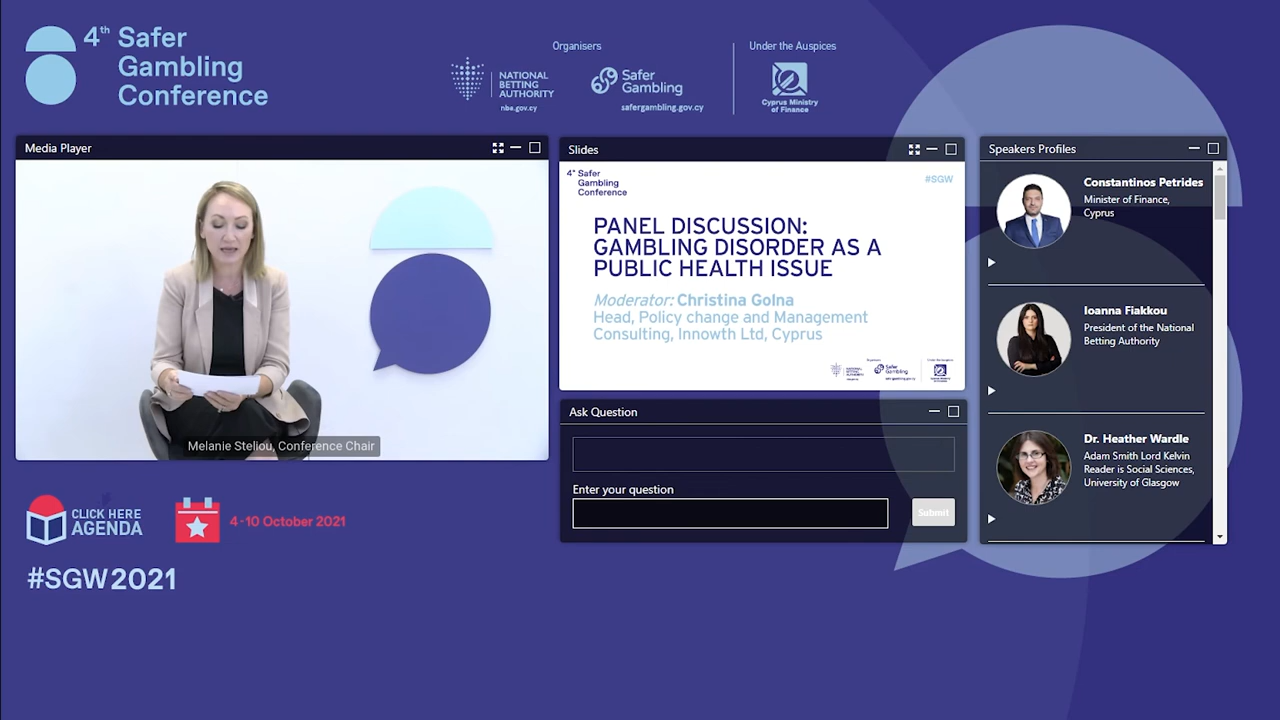 4th Safer
Gambling
Conference
Organisers
NATIONAL
BETTING
AUTHORITY
nba.gov.cy
Safer
Gambling
safergambling.gov.cy
Under the Auspices
Cyprus Ministry
of Finance
Media Player
Melanie Steliou, Conference Chair
Slides
4th Safer
Gambling
Conference
#SGW
PANEL DISCUSSION:
GAMBLING DISORDER AS A
PUBLIC HEALTH ISSUE
Moderator: Christina Golna
Head, Policy change and Management
Consulting, Innowth Ltd, Cyprus
Safer
Gambling
Ask Question
Enter your question
Submit
Speakers Profiles
Constantinos Petrides
Minister of Finance,
Cyprus
Ioanna Fiakkou
President of the National
Betting Authority
Dr. Heather Wardle
Adam Smith Lord Kelvin
Reader is Social Sciences,
University of Glasgow
CLICK HERE
AGENDA
4-10 October 2021
#SGW2021